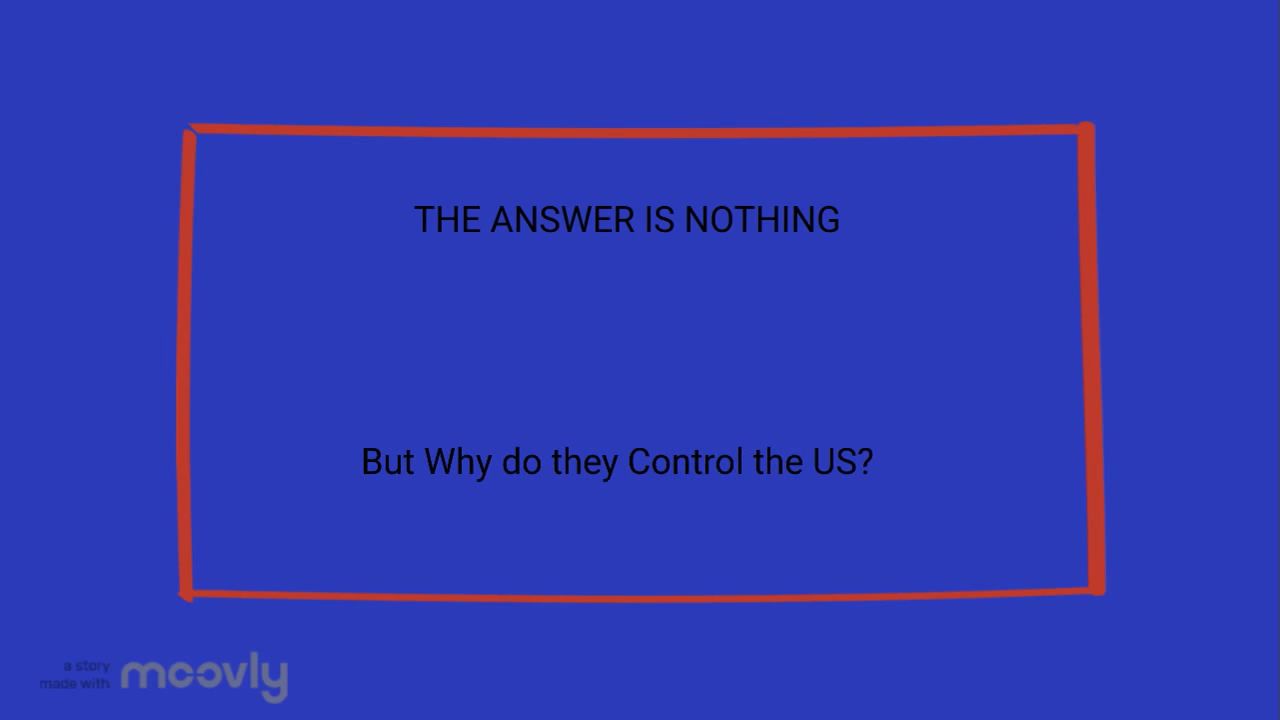 THE ANSWER IS NOTHING
But Why do they Control the US?
a story
made with
moovly